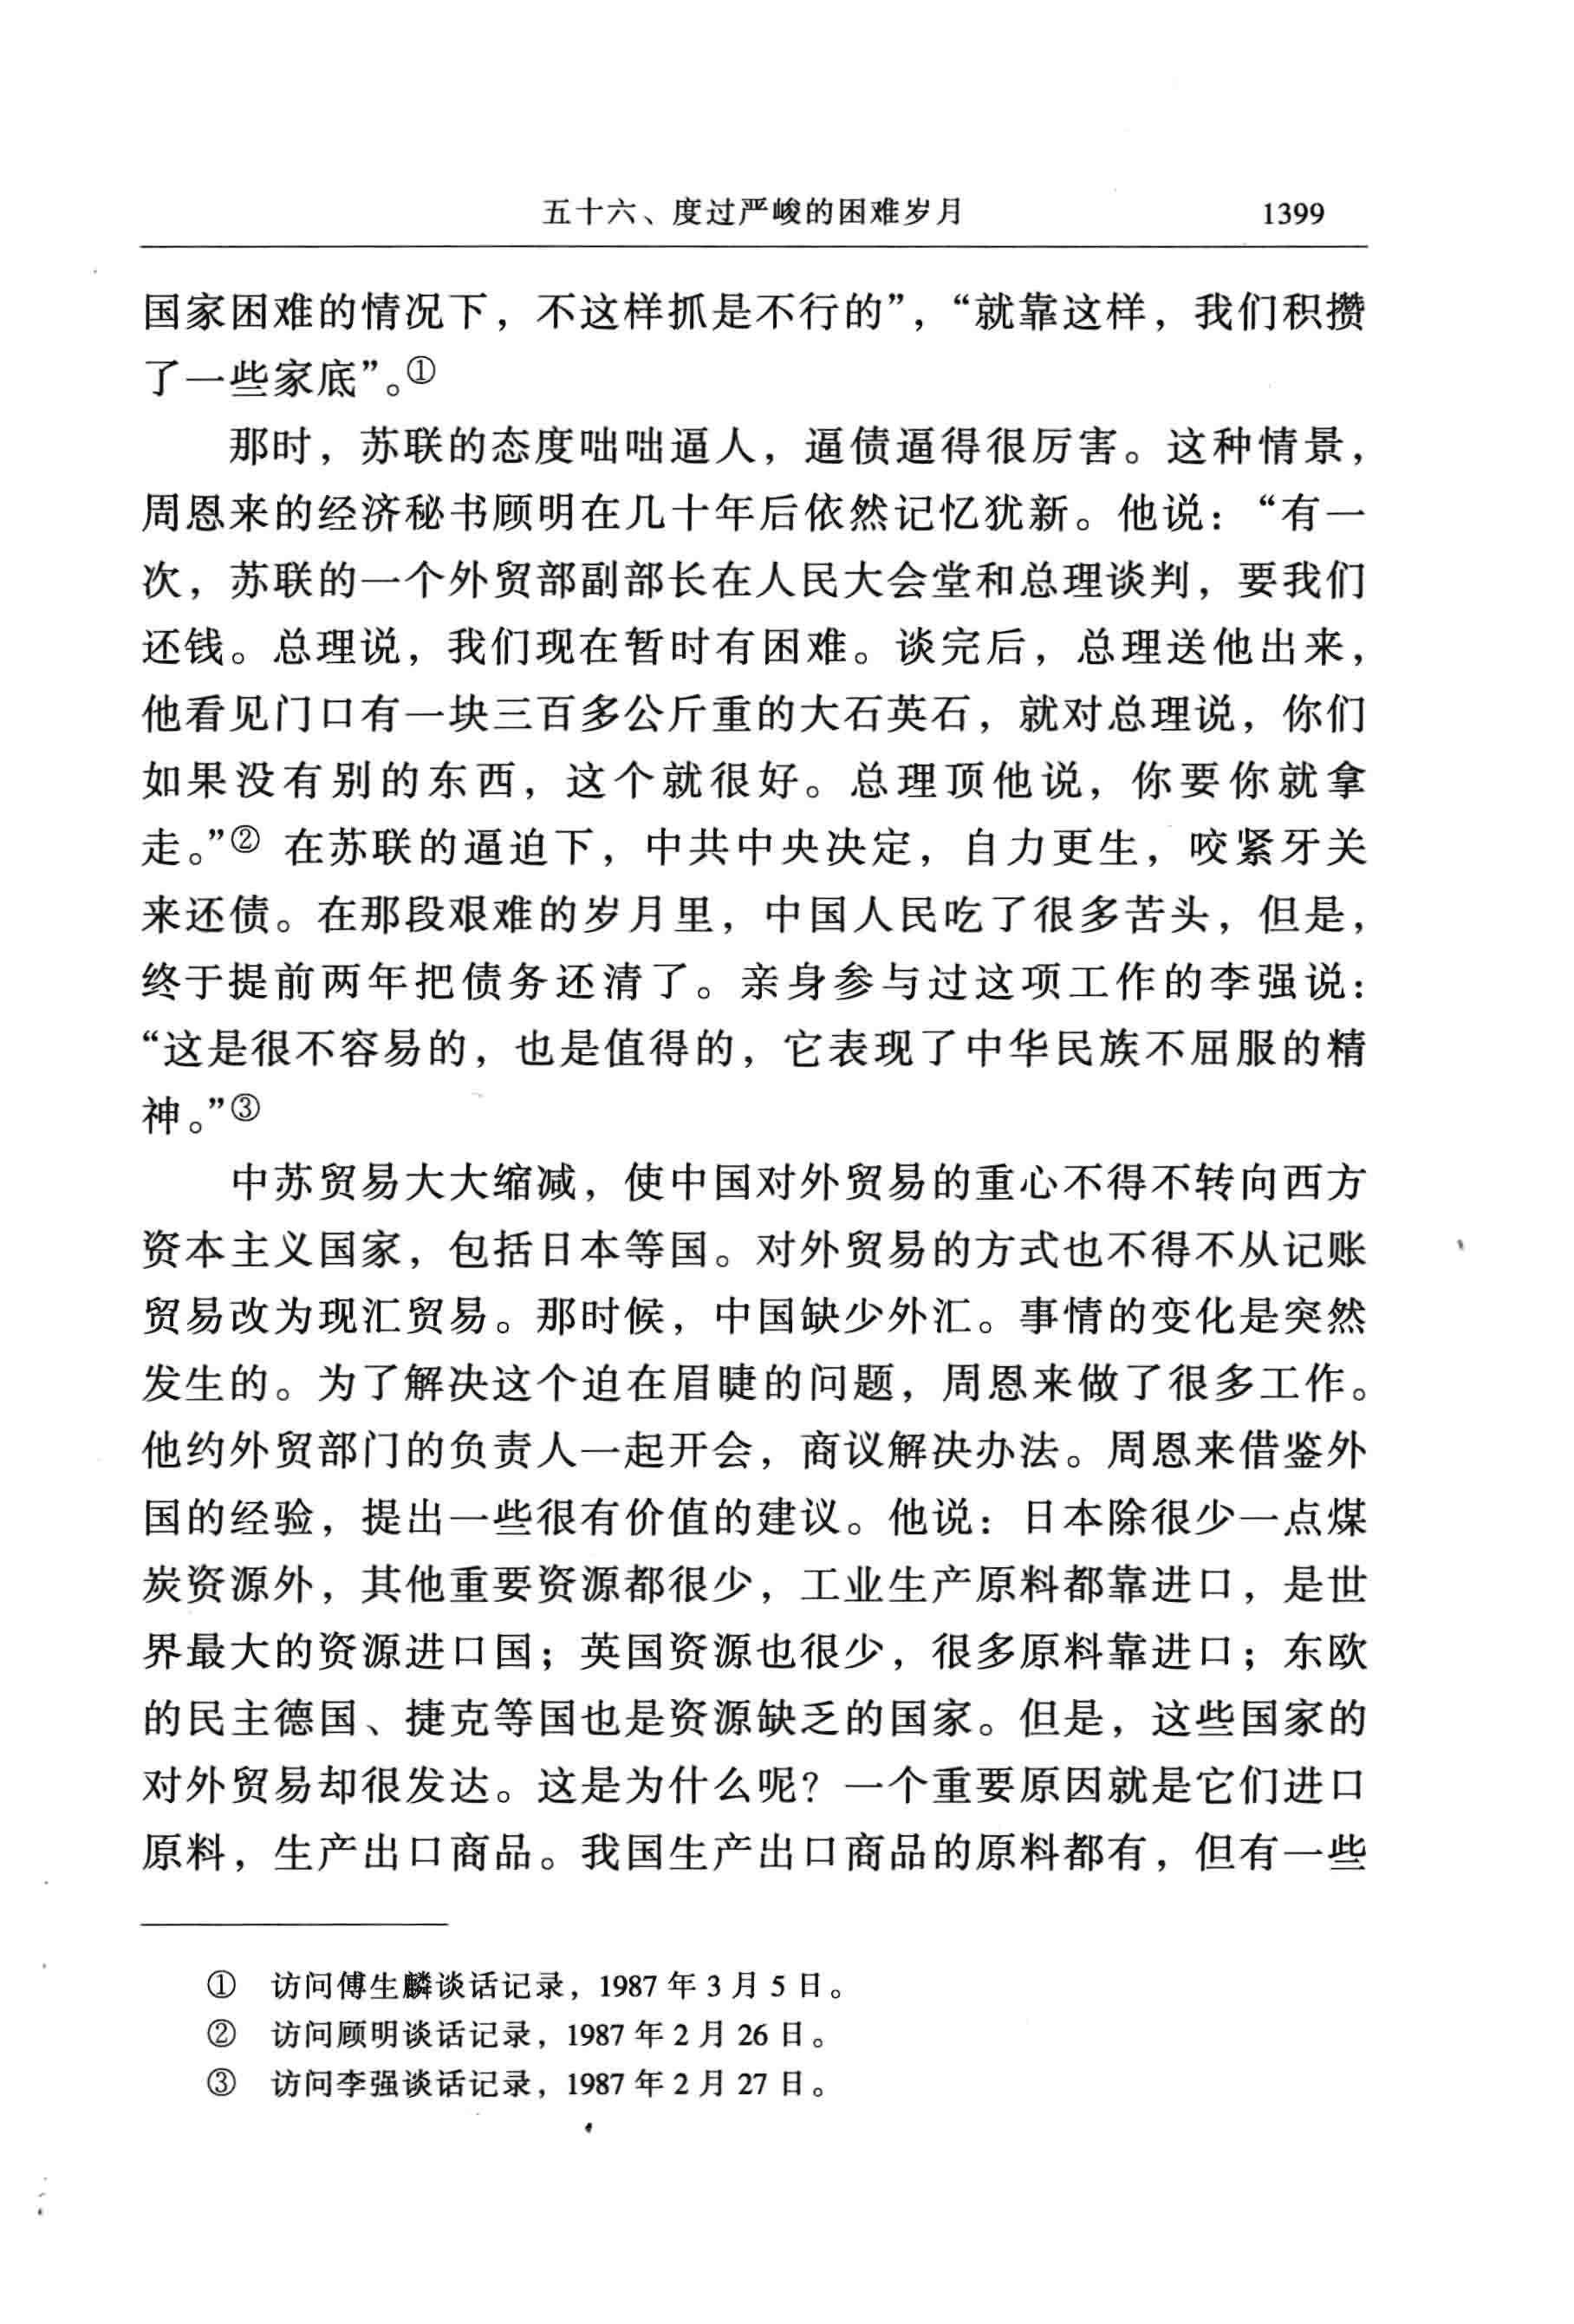 五十六、度过严峻的困难岁月 1399
国家困难的情况下，不这样抓是不行的”，“就靠这样，我们积攒
了一些家底”。①
那时，苏联的态度咄咄逼人，逼债逼得很厉害。这种情景，
周恩来的经济秘书顾明在几十年后依然记忆犹新。他说：“有一
次，苏联的一个外贸部副部长在人民大会堂和总理谈判，要我们
还钱。总理说，我们现在暂时有困难。谈完后，总理送他出来，
他看见门口有一块三百多公斤重的大石英石，就对总理说，你们
如果没有别的东西，这个就很好。总理顶他说，你要你就拿
走。”② 在苏联的逼迫下，中共中央决定，自力更生，咬紧牙关
来还债。在那段艰难的岁月里，中国人民吃了很多苦头，但是，
终于提前两年把债务还清了。亲身参与过这项工作的李强说：
“这是很不容易的，也是值得的，它表现了中华民族不屈服的精
神。”③
中苏贸易大大缩减，使中国对外贸易的重心不得不转向西方
资本主义国家，包括日本等国。对外贸易的方式也不得不从记账
贸易改为现汇贸易。那时候，中国缺少外汇。事情的变化是突然
发生的。为了解决这个迫在眉睫的问题，周恩来做了很多工作。
他约外贸部门的负责人一起开会，商议解决办法。周恩来借鉴外
国的经验，提出一些很有价值的建议。他说：日本除很少一点煤
炭资源外，其他重要资源都很少，工业生产原料都靠进口，是世
界最大的资源进口国；英国资源也很少，很多原料靠进口；东欧
的民主德国、捷克等国也是资源缺乏的国家。但是，这些国家的
对外贸易却很发达。这是为什么呢？一个重要原因就是它们进口
原料，生产出口商品。我国生产出口商品的原料都有，但有一些
① 访问傅生麟谈话记录，1987 年 3 月 5 日。
② 访问顾明谈话记录，1987 年 2 月 26 日。
③ 访问李强谈话记录，1987 年 2 月 27 日。